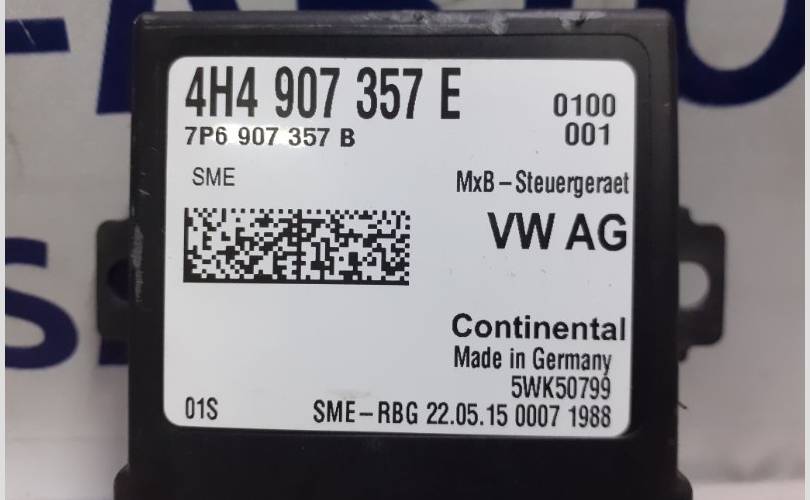 4H4 907 357 E
0100
7P6 907 357 B
001
SME
MxB-Steuergeraet
VW AG
Continental
Made in Germany
5WK50799
01S
SME-RBG 22.05.15 0007 1988